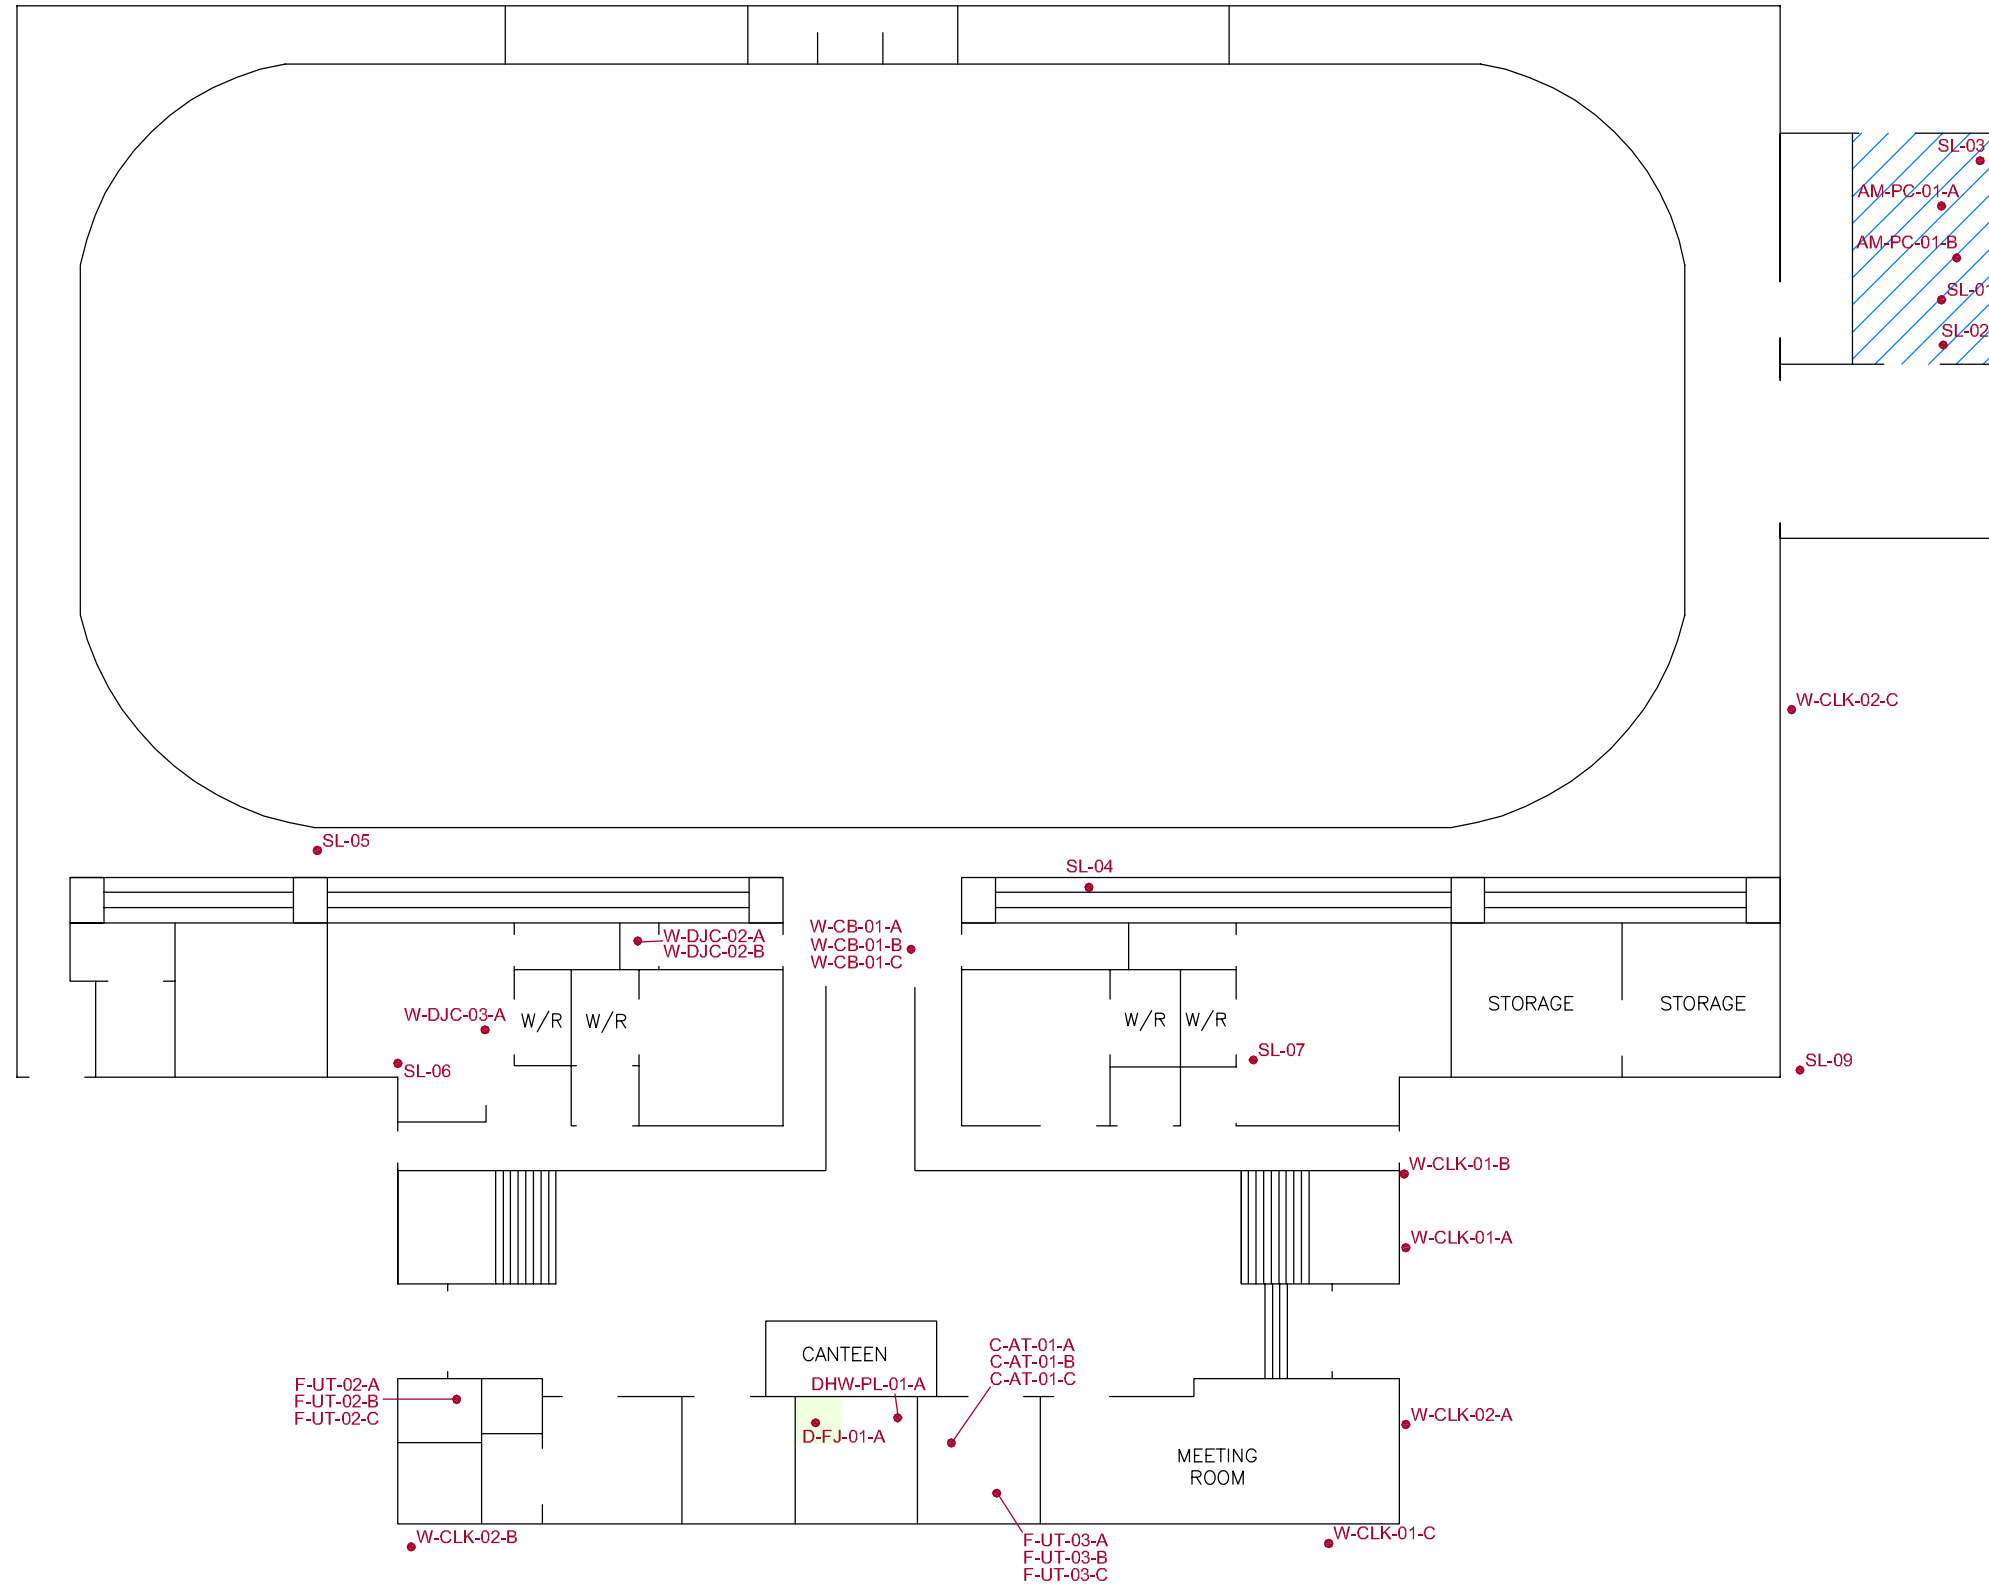 SL-03
AM-PC-01-A
AM-PC-01-B
SL-01
SL-02
W-CLK-02-C
SL-05
SL-04
W-DJC-02-A
W-DJC-02-B
W-CB-01-A
W-CB-01-B
W-CB-01-C
STORAGE
STORAGE
W-DJC-03-A
W/R
W/R
W/R
W/R
SL-06
SL-07
SL-09
W-CLK-01-B
W-CLK-01-A
CANTEEN
C-AT-01-A
C-AT-01-B
C-AT-01-C
DHW-PL-01-A
F-UT-02-A
F-UT-02-B
F-UT-02-C
D-FJ-01-A
W-CLK-02-A
MEETING
ROOM
W-CLK-02-B
F-UT-03-A
F-UT-03-B
F-UT-03-C
W-CLK-01-C